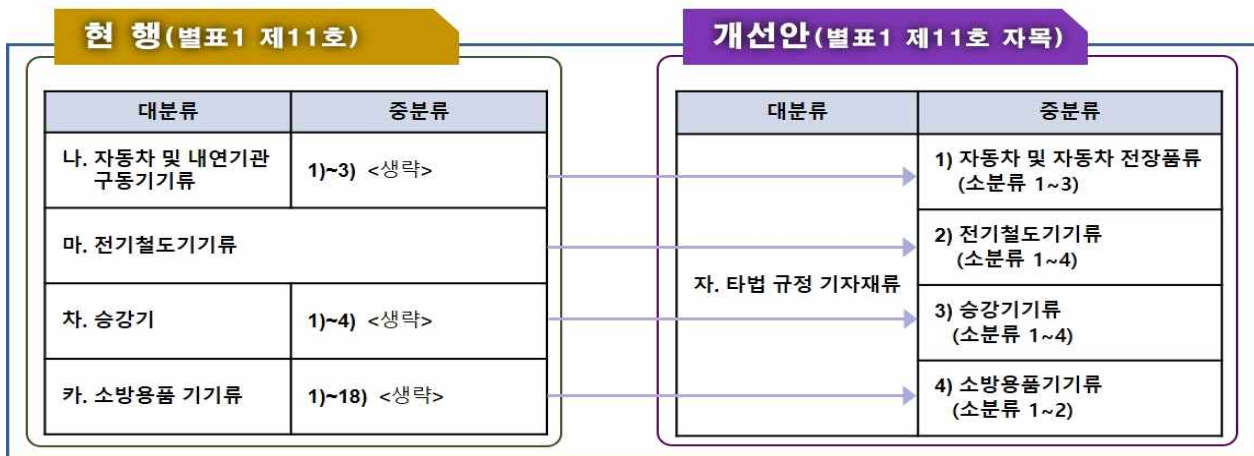 현 행(별표1 제11호)
대분류 중분류
나. 자동차 및 내연기관
구동기기류
1)~3) <생략>
마. 전기철도기기류
차. 승강기 1)~4) <생략>
카. 소방용품 기기류 1)~18) <생략>
개선안(별표1 제11호 자목)
대분류 중분류
자. 타법 규정 기자재류
1) 자동차 및 자동차 전장품류
(소분류 1~3)
2) 전기철도기기류
(소분류 1~4)
3) 승강기기류
(소분류 1~4)
4) 소방용품기기류
(소분류 1~2)